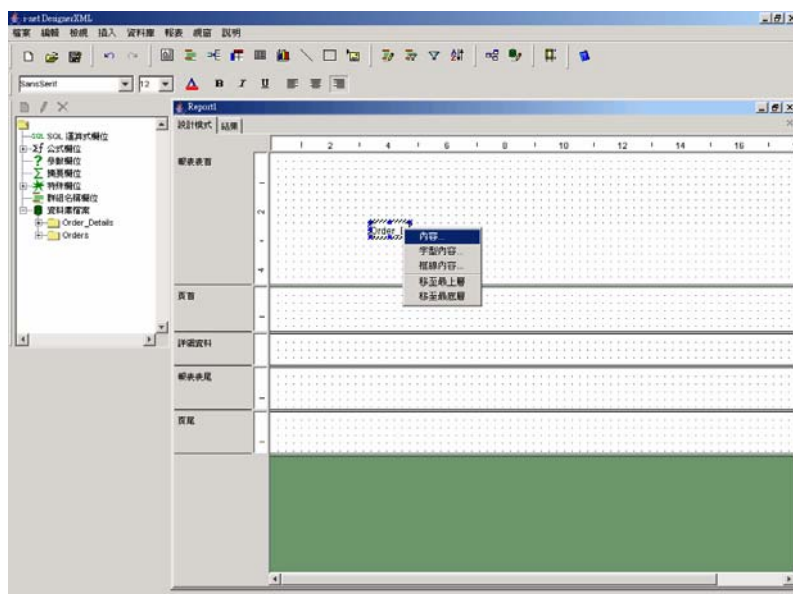 i-net DesignerXML
檔案 編輯 檢視 插入 資料庫 報表 視窗 說明
SansSerif 12 A B I U
Report1
設計模式 結果
SQL SQL 運算式欄位
Σf 公式欄位
? 參數欄位
Σ 摘要欄位
特殊欄位
群組名稱欄位
資料庫檔案
Order_Details
Orders
1 2 4 6 8 10 12 14 16
報表表首
2
4
Order_D
內容...
字型內容...
框線內容...
移至最上層
移至最底層
頁首
詳細資料
報表表尾
頁尾